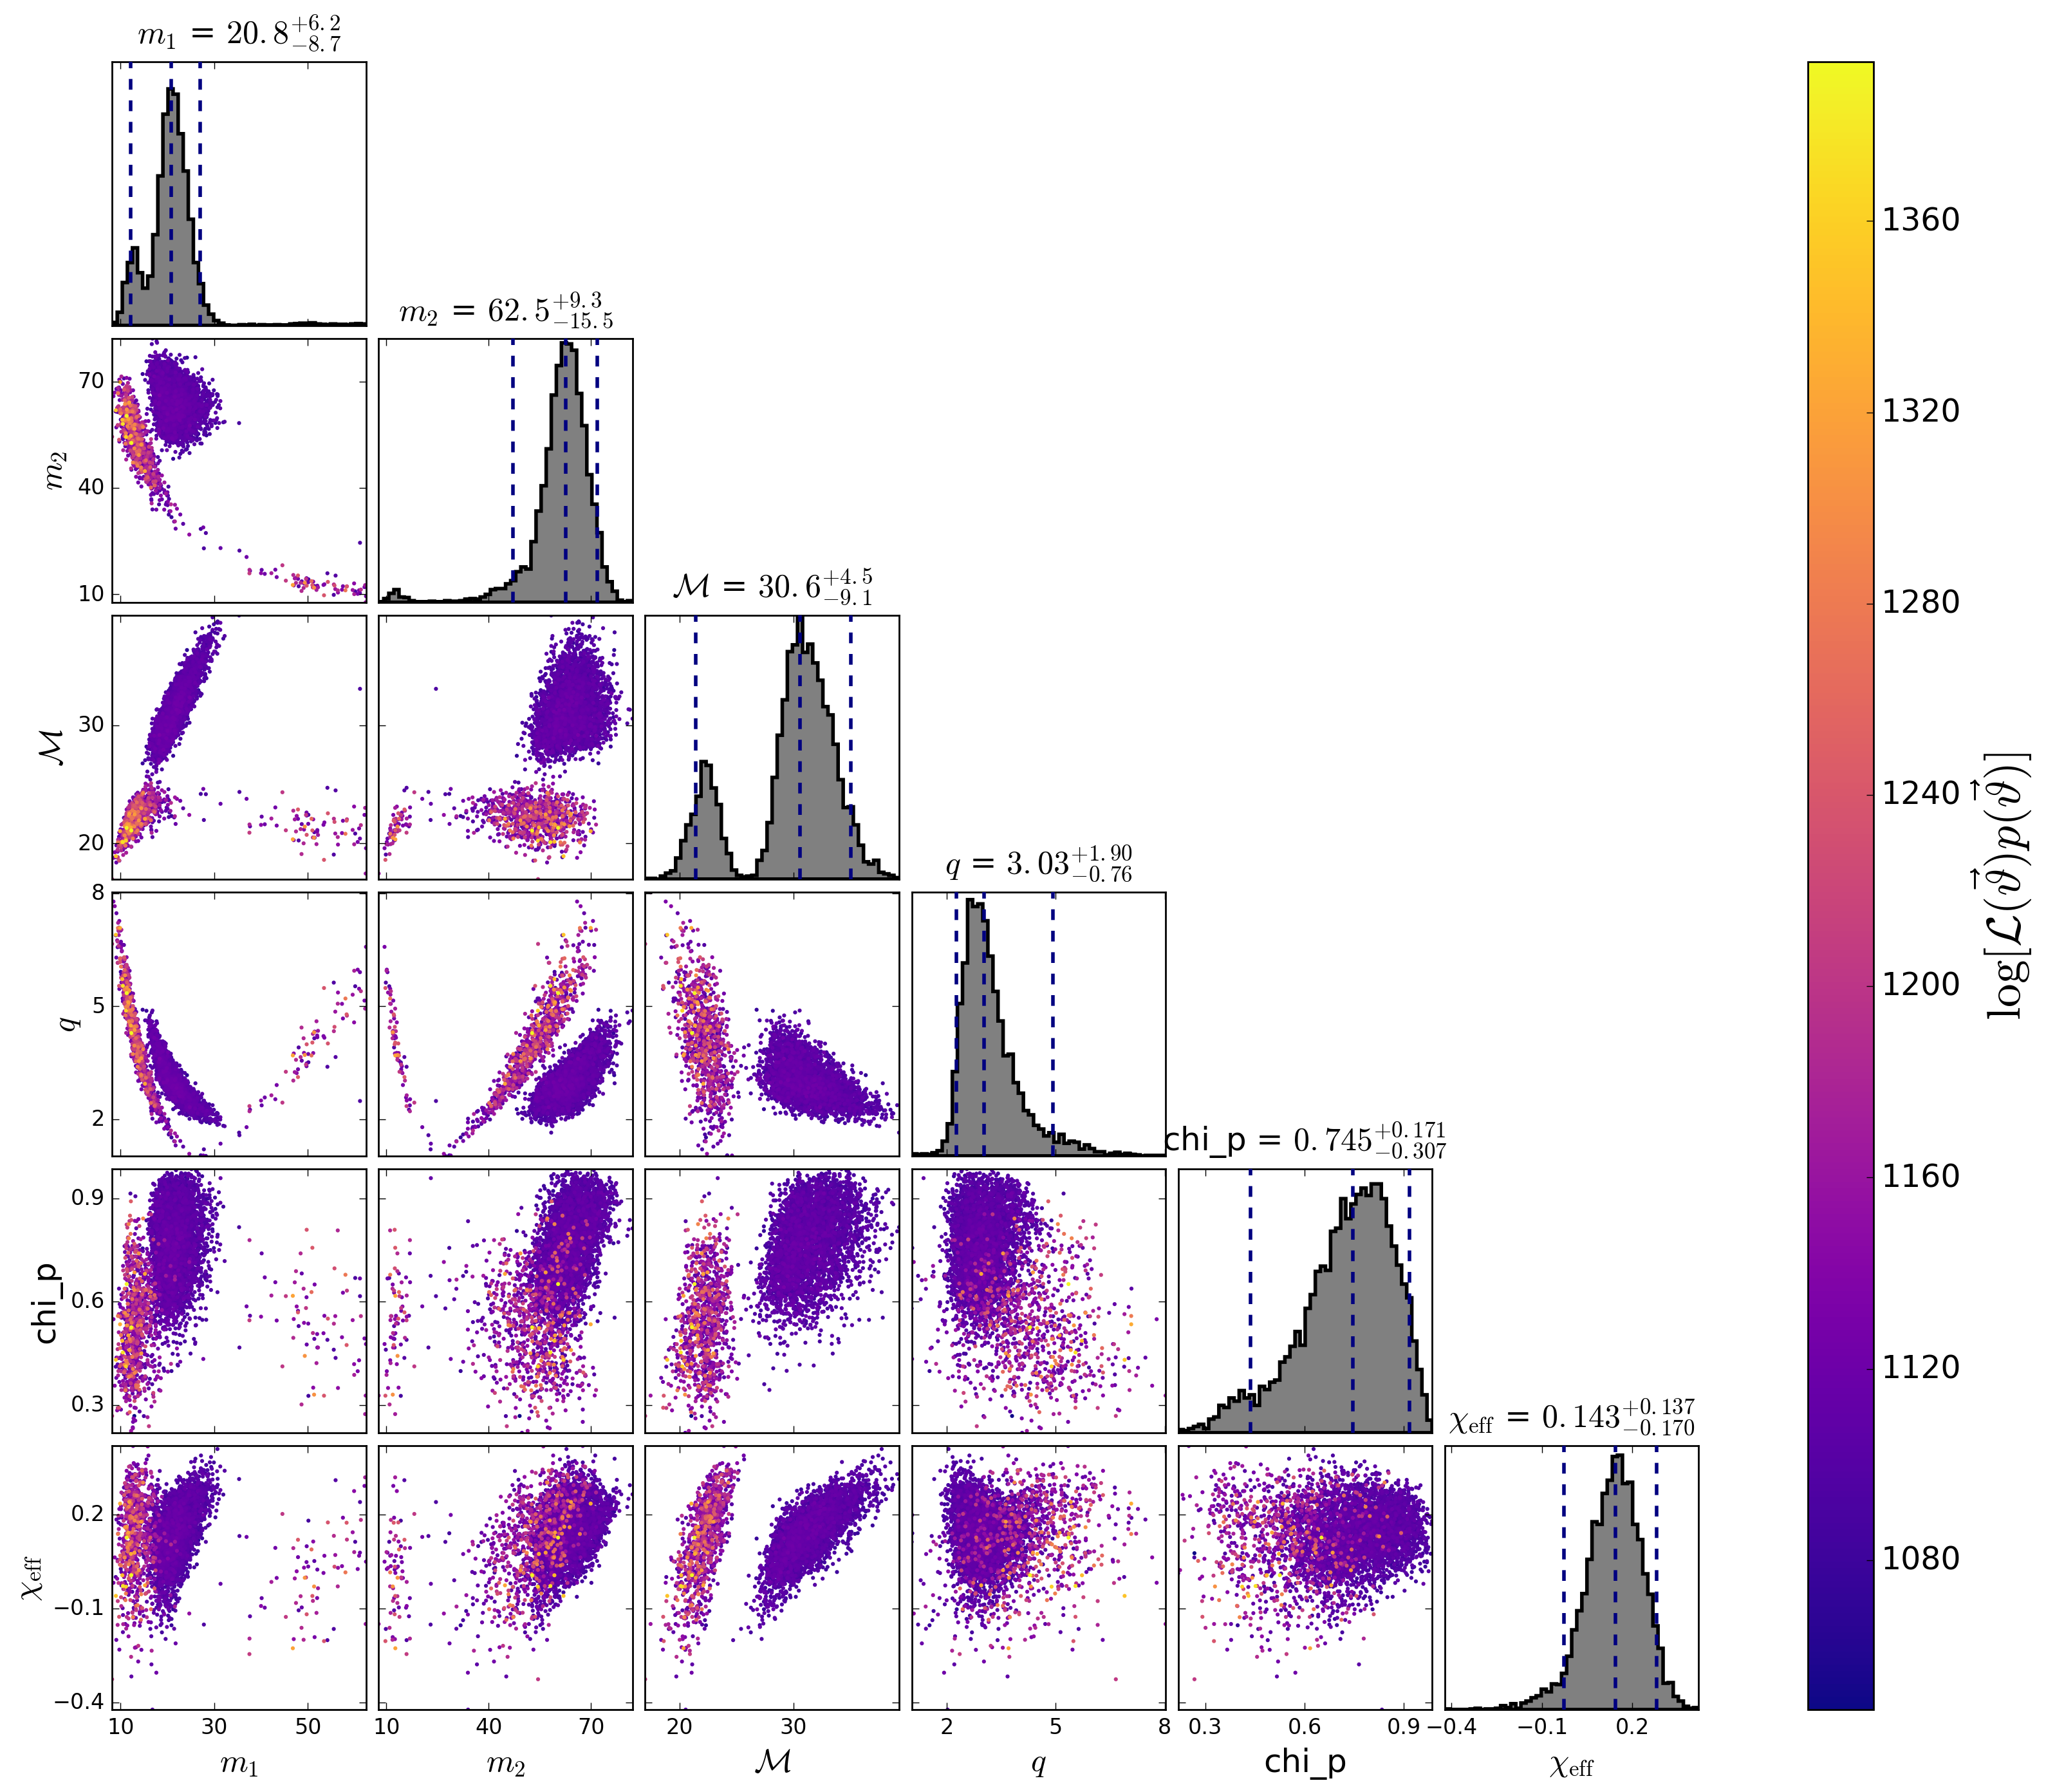 m₁ = 20.8 +6.2 −8.7
m₂ = 62.5 +9.3 −15.5
ℳ = 30.6 +4.5 −9.1
q = 3.03 +1.90 −0.76
chi_p = 0.745 +0.171 −0.307
χeff = 0.143 +0.137 −0.170
m₂
70
40
10
ℳ
30
20
q
8
5
2
chi_p
0.9
0.6
0.3
χeff
0.2
−0.1
−0.4
10 30 50
10 40 70
20 30
2 5 8
0.3 0.6 0.9
−0.4 −0.1 0.2
m₁
m₂
ℳ
q
chi_p
χeff
1360
1320
1280
1240
1200
1160
1120
1080
log[ℒ(ϑ⃗)p(ϑ⃗)]